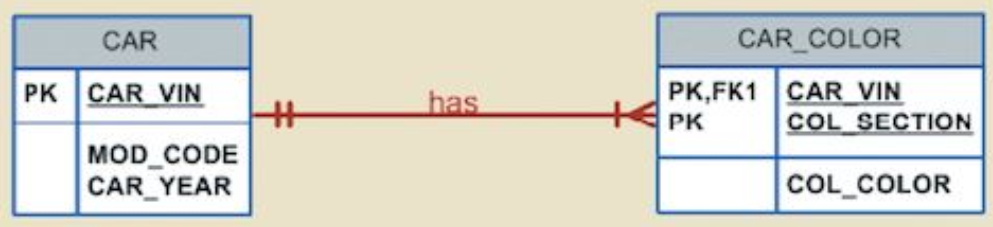 CAR
PK CAR_VIN
MOD_CODE
CAR_YEAR
has
CAR_COLOR
PK,FK1 CAR_VIN
PK COL_SECTION
COL_COLOR